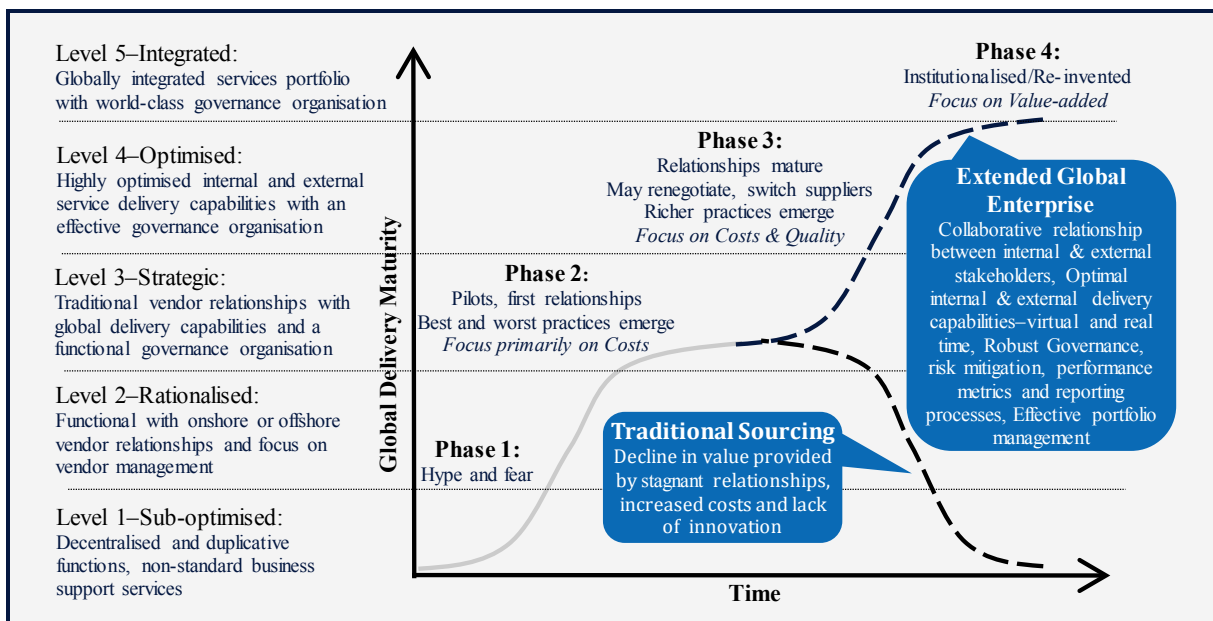 Level 5–Integrated:
Globally integrated services portfolio
with world-class governance organisation
Level 4–Optimised:
Highly optimised internal and external
service delivery capabilities with an
effective governance organisation
Level 3–Strategic:
Traditional vendor relationships with
global delivery capabilities and a
functional governance organisation
Level 2–Rationalised:
Functional with onshore or offshore
vendor relationships and focus on
vendor management
Level 1–Sub-optimised:
Decentralised and duplicative
functions, non-standard business
support services
Global Delivery Maturity
Phase 1:
Hype and fear
Phase 2:
Pilots, first relationships
Best and worst practices emerge
Focus primarily on Costs
Phase 3:
Relationships mature
May renegotiate, switch suppliers
Richer practices emerge
Focus on Costs & Quality
Phase 4:
Institutionalised/Re-invented
Focus on Value-added
Extended Global
Enterprise
Collaborative relationship
between internal & external
stakeholders, Optimal
internal & external delivery
capabilities–virtual and real
time, Robust Governance,
risk mitigation, performance
metrics and reporting
processes, Effective portfolio
management
Traditional Sourcing
Decline in value provided
by stagnant relationships,
increased costs and lack
of innovation
Time